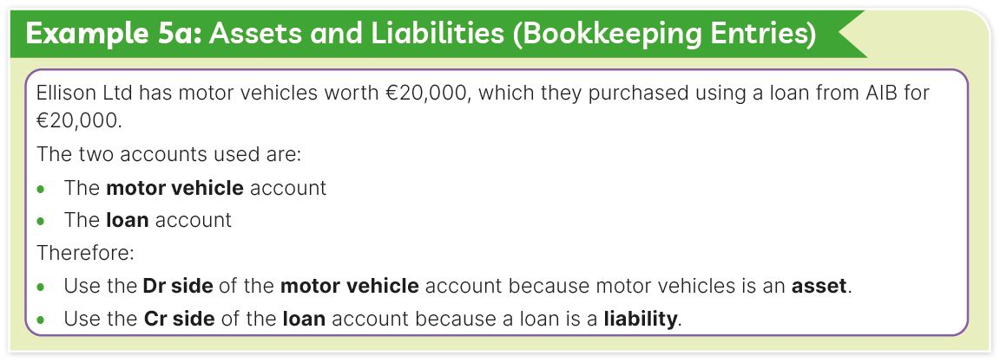 Example 5a: Assets and Liabilities (Bookkeeping Entries)
Ellison Ltd has motor vehicles worth €20,000, which they purchased using a loan from AIB for
€20,000.
The two accounts used are:
• The motor vehicle account
• The loan account
Therefore:
• Use the Dr side of the motor vehicle account because motor vehicles is an asset.
• Use the Cr side of the loan account because a loan is a liability.